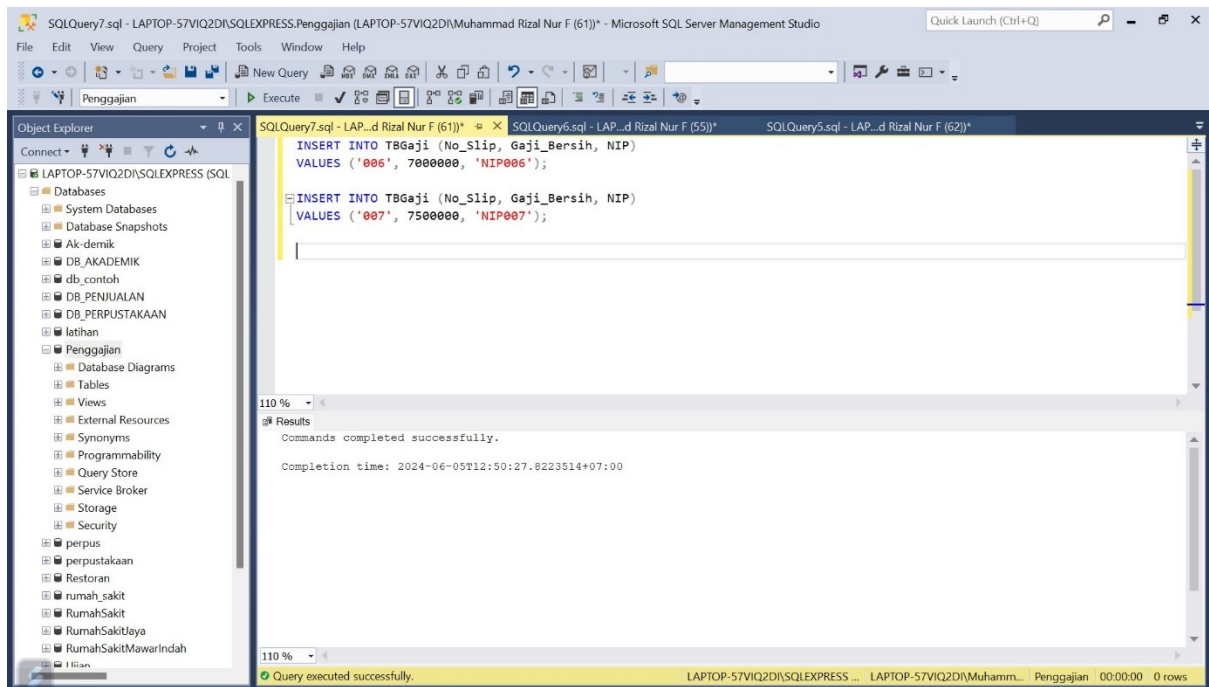 SQLQuery7.sql - LAPTOP-57VIQ2DI\SQLEXPRESS.Penggajian (LAPTOP-57VIQ2DI\Muhammad Rizal Nur F (61))* - Microsoft SQL Server Management Studio
Quick Launch (Ctrl+Q)
File Edit View Query Project Tools Window Help
New Query
Penggajian
Execute
Object Explorer
Connect
LAPTOP-57VIQ2DI\SQLEXPRESS (SQL
Databases
System Databases
Database Snapshots
Ak-demik
DB_AKADEMIK
db_contoh
DB_PENJUALAN
DB_PERPUSTAKAAN
latihan
Penggajian
Database Diagrams
Tables
Views
External Resources
Synonyms
Programmability
Query Store
Service Broker
Storage
Security
perpus
perpustakaan
Restoran
rumah_sakit
RumahSakit
RumahSakitJaya
RumahSakitMawarIndah
Ujian
SQLQuery7.sql - LAP...d Rizal Nur F (61))* SQLQuery6.sql - LAP...d Rizal Nur F (55))* SQLQuery5.sql - LAP...d Rizal Nur F (62))*
INSERT INTO TBGaji (No_Slip, Gaji_Bersih, NIP)
VALUES ('006', 7000000, 'NIP006');
INSERT INTO TBGaji (No_Slip, Gaji_Bersih, NIP)
VALUES ('007', 7500000, 'NIP007');
110 %
Results
Commands completed successfully.
Completion time: 2024-06-05T12:50:27.8223514+07:00
110 %
Query executed successfully. LAPTOP-57VIQ2DI\SQLEXPRESS ... LAPTOP-57VIQ2DI\Muhamm... Penggajian 00:00:00 0 rows